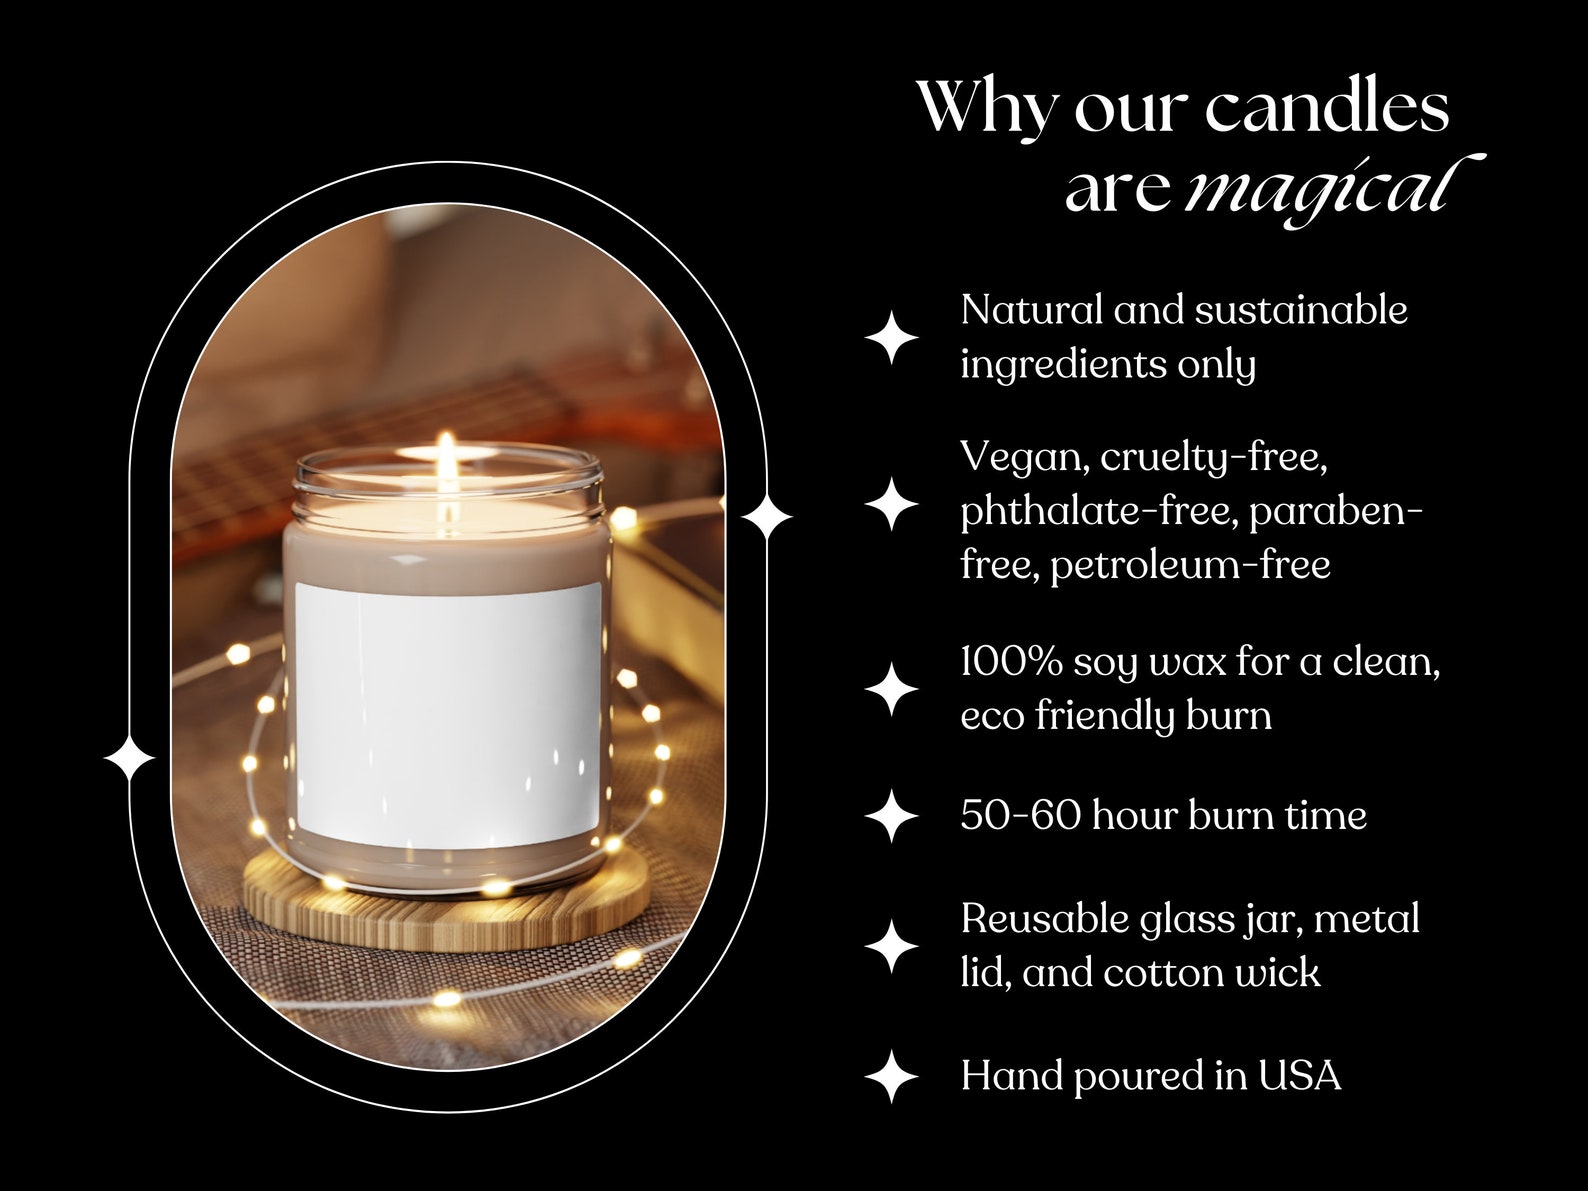 Why our candles
are magical
Natural and sustainable
ingredients only
Vegan, cruelty-free,
phthalate-free, paraben-
free, petroleum-free
100% soy wax for a clean,
eco friendly burn
50-60 hour burn time
Reusable glass jar, metal
lid, and cotton wick
Hand poured in USA